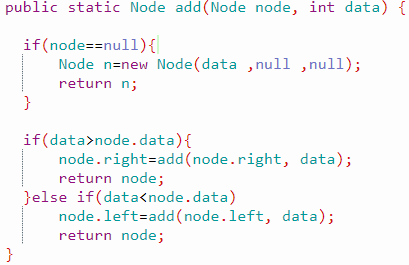 public static Node add(Node node, int data) {
if(node==null){
Node n=new Node(data ,null ,null);
return n;
}
if(data>node.data){
node.right=add(node.right, data);
return node;
}else if(data<node.data)
node.left=add(node.left, data);
return node;
}